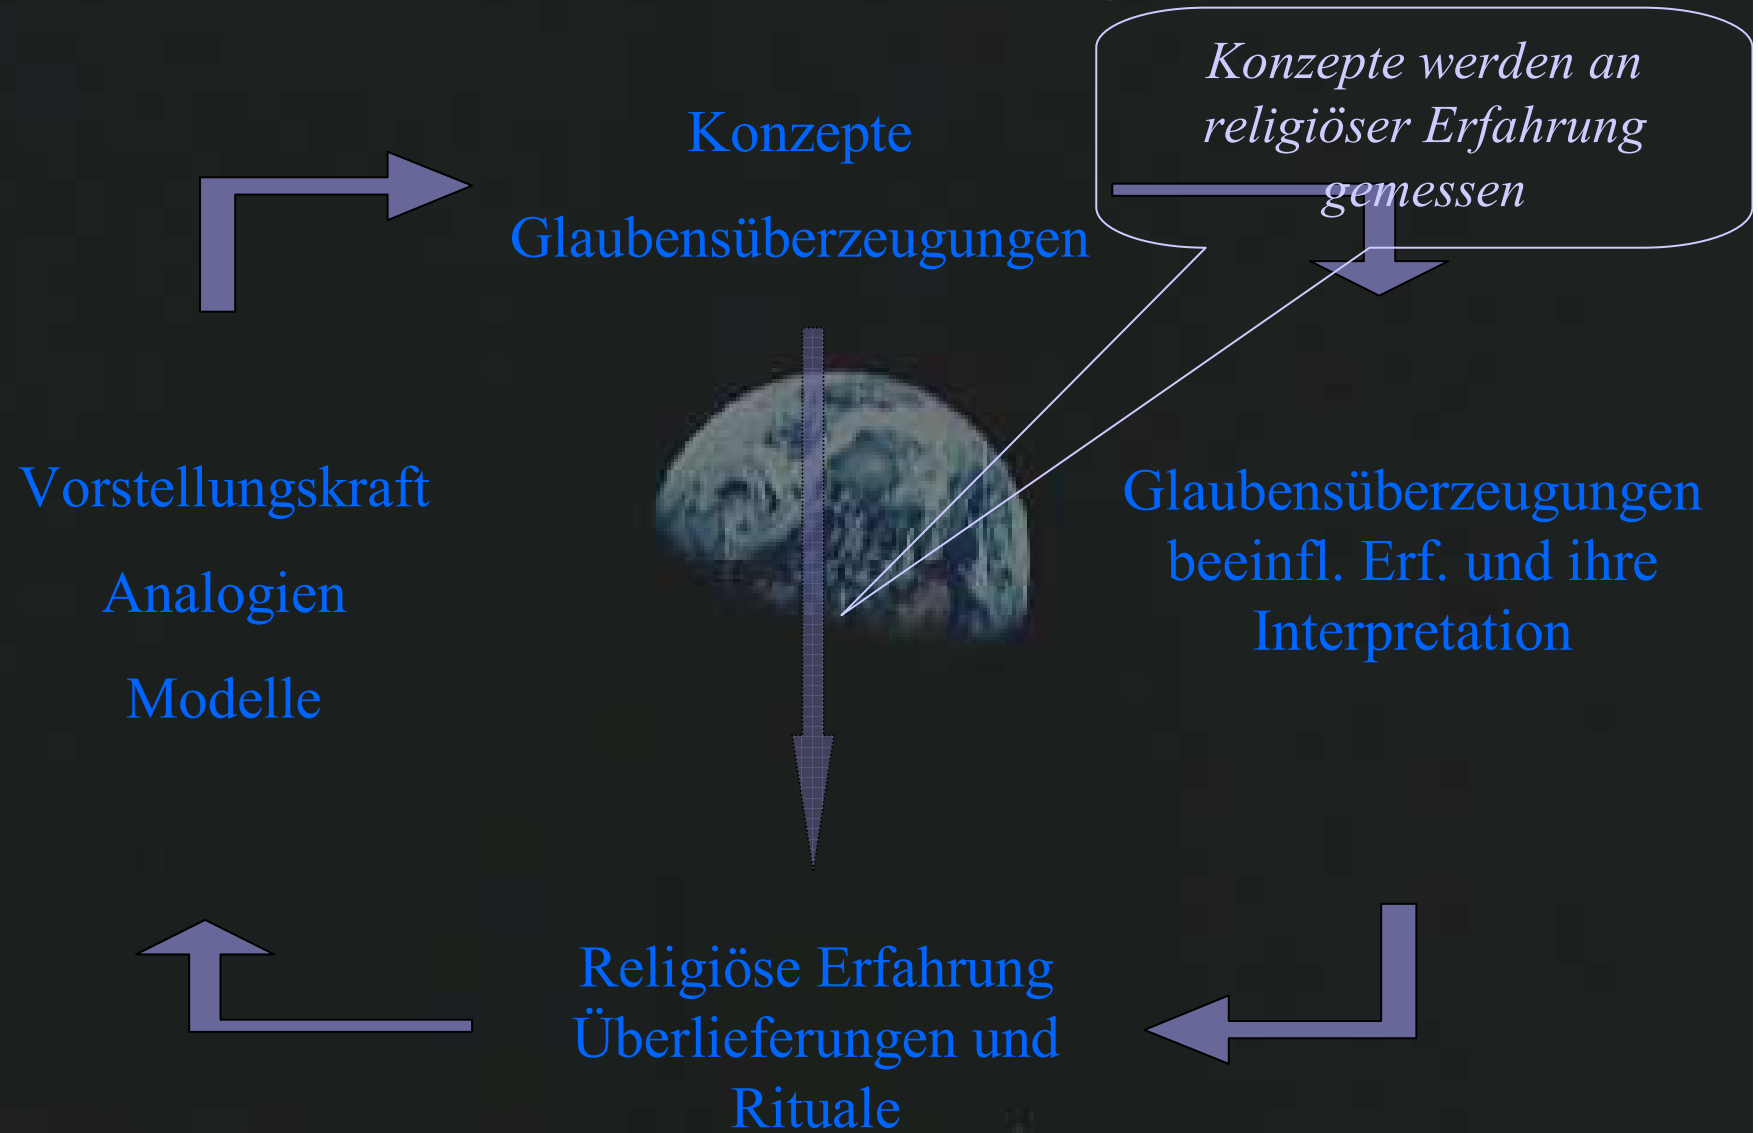 Konzepte werden an
religiöser Erfahrung
gemessen
Konzepte
Glaubensüberzeugungen
Vorstellungskraft
Analogien
Modelle
Glaubensüberzeugungen
beeinfl. Erf. und ihre
Interpretation
Religiöse Erfahrung
Überlieferungen und
Rituale